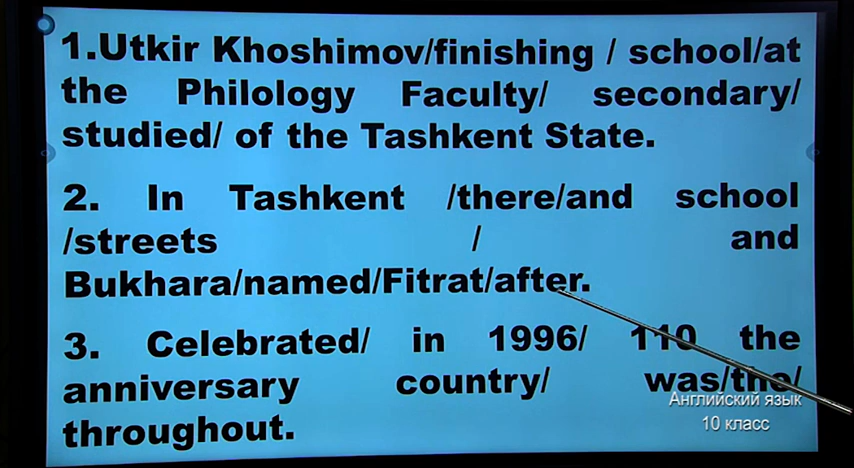 1.Utkir Khoshimov/finishing / school/at
the Philology Faculty/ secondary/
studied/ of the Tashkent State.
2. In Tashkent /there/and school
/streets / and
Bukhara/named/Fitrat/after.
3. Celebrated/ in 1996/ 110 the
anniversary country/ was/the/
throughout.
Английский язык
10 класс